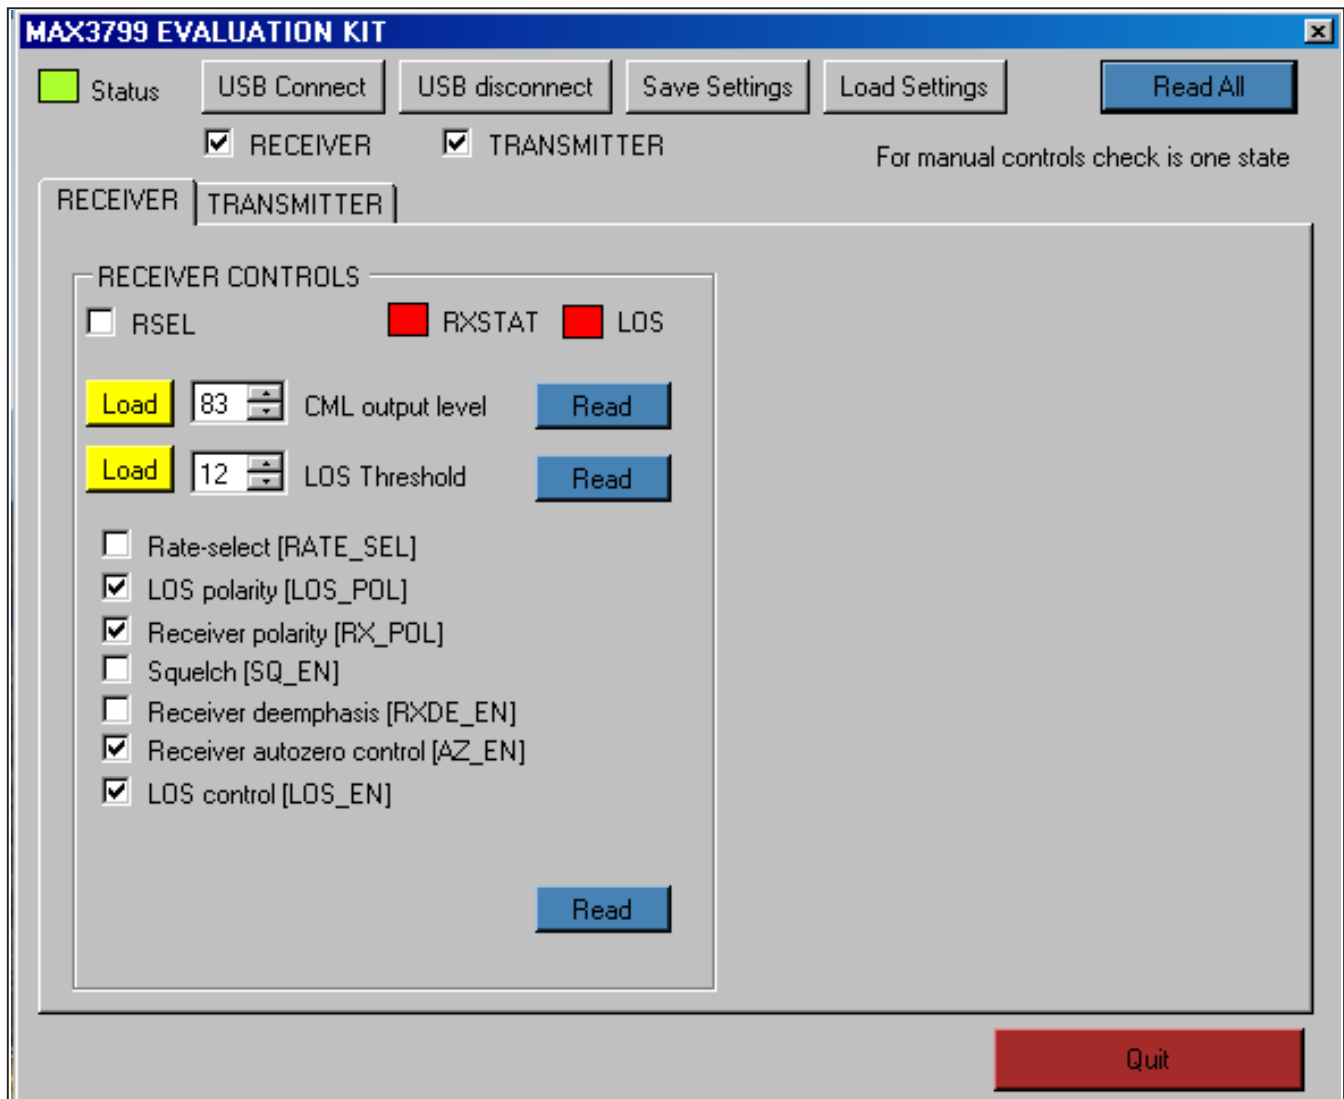 MAX3799 EVALUATION KIT
Status
USB Connect
USB disconnect
Save Settings
Load Settings
Read All
RECEIVER
TRANSMITTER
For manual controls check is one state
RECEIVER
TRANSMITTER
RECEIVER CONTROLS
RSEL
RXSTAT
LOS
Load
83
CML output level
Read
Load
12
LOS Threshold
Read
Rate-select [RATE_SEL]
LOS polarity [LOS_POL]
Receiver polarity [RX_POL]
Squelch [SQ_EN]
Receiver deemphasis [RXDE_EN]
Receiver autozero control [AZ_EN]
LOS control [LOS_EN]
Read
Quit